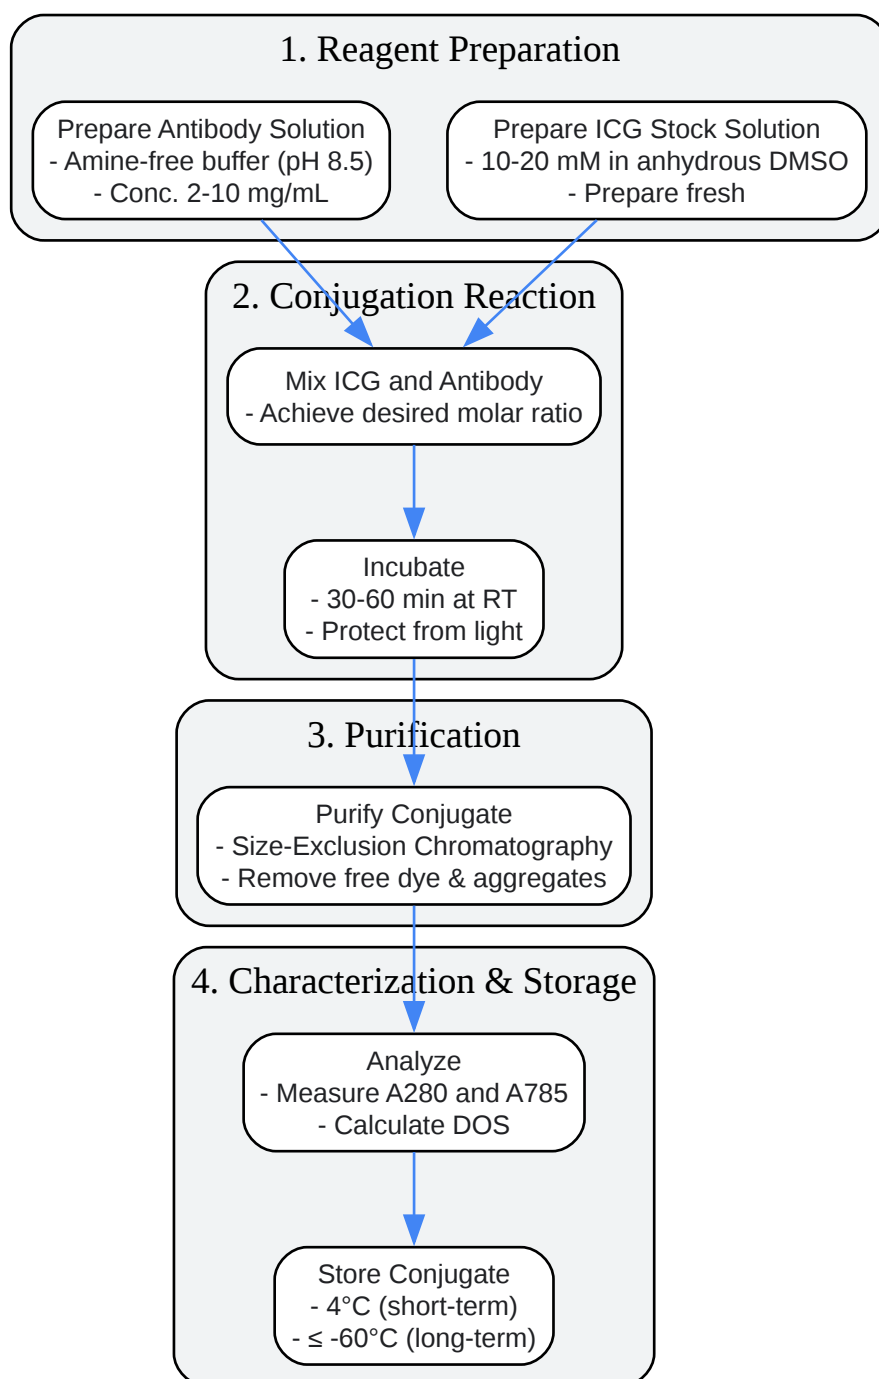 1. Reagent Preparation
Prepare Antibody Solution
- Amine-free buffer (pH 8.5)
- Conc. 2-10 mg/mL
Prepare ICG Stock Solution
- 10-20 mM in anhydrous DMSO
- Prepare fresh
2. Conjugation Reaction
Mix ICG and Antibody
- Achieve desired molar ratio
Incubate
- 30-60 min at RT
- Protect from light
3. Purification
Purify Conjugate
- Size-Exclusion Chromatography
- Remove free dye & aggregates
4. Characterization & Storage
Analyze
- Measure A280 and A785
- Calculate DOS
Store Conjugate
- 4°C (short-term)
- ≤ -60°C (long-term)